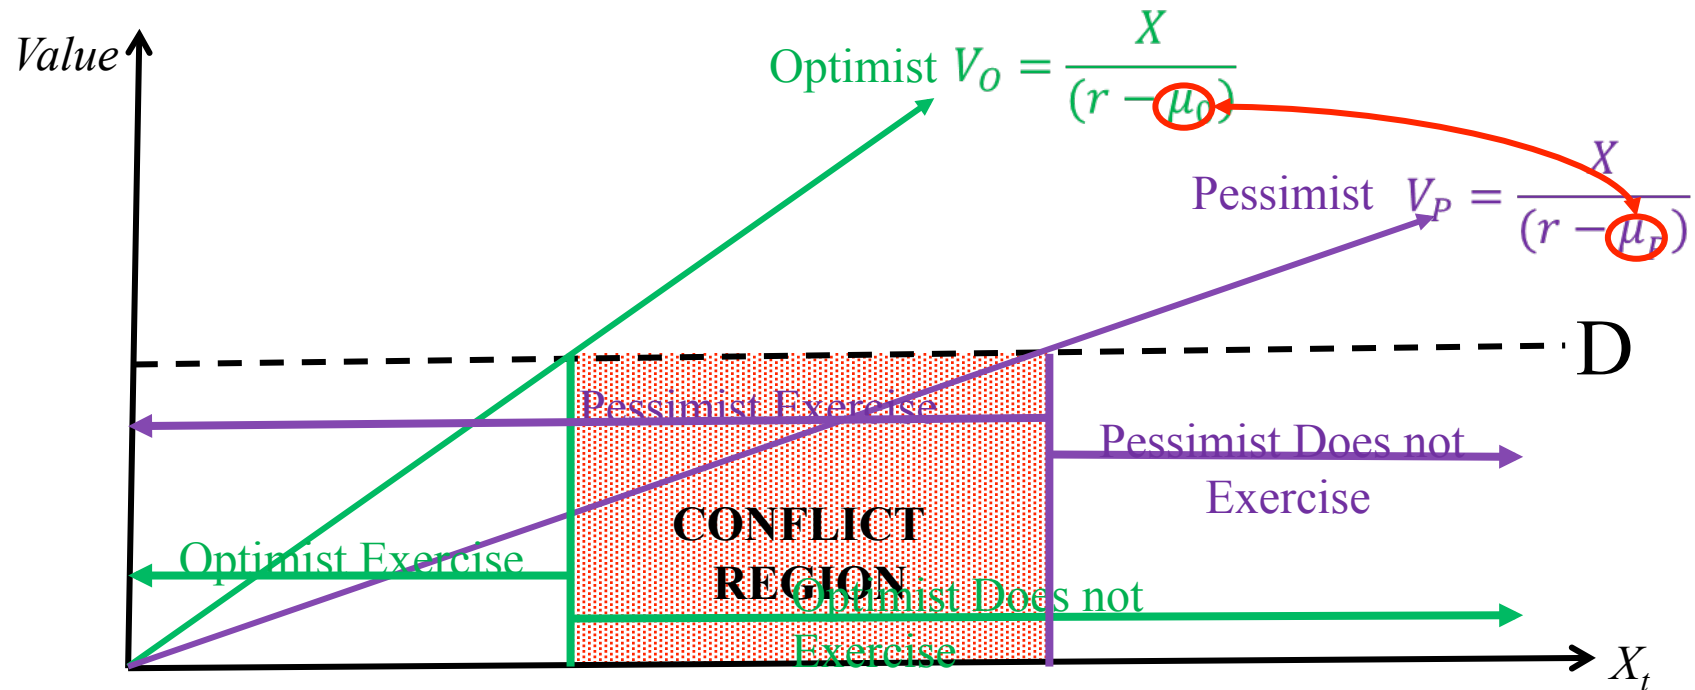 Value
Optimist V_O = X / (r − μ_O)
Pessimist V_P = X / (r − μ_P)
D
Pessimist Exercise
Pessimist Does not
Exercise
CONFLICT
REGION
Optimist Exercise
Optimist Does not
Exercise
X_t